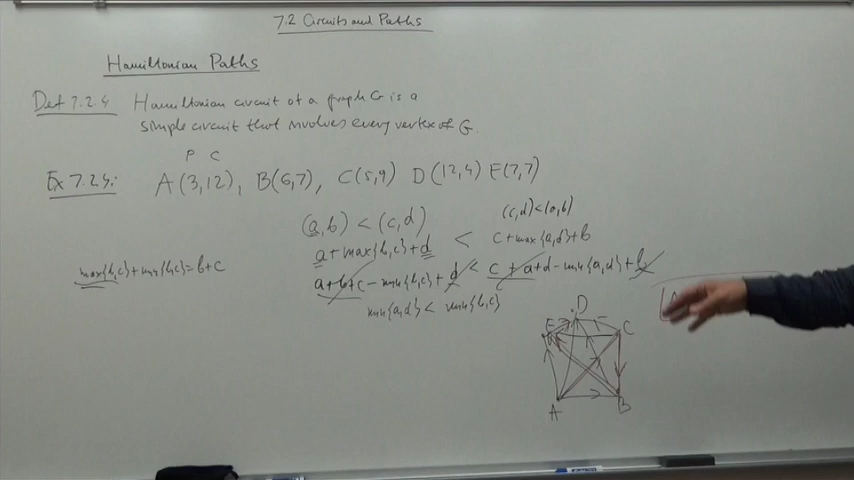 7.2 Circuits and Paths
Hamiltonian Paths
Def 7.2.4 Hamiltonian circuit of a graph G is a
simple circuit that involves every vertex of G.
P C
Ex 7.2.4: A(3,12), B(6,7), C(5,9) D(12,4) E(7,7)
(a,b) < (c,d)
(c,d)<(a,b)
a+max{b,c}+d < c+max{a,d}+b
max{b,c}+min{b,c}=b+c
a+b+c-min{b,c}+d < c+a+d-min{a,d}+b
min{a,d} < min{b,c}
D
E
C
A
B